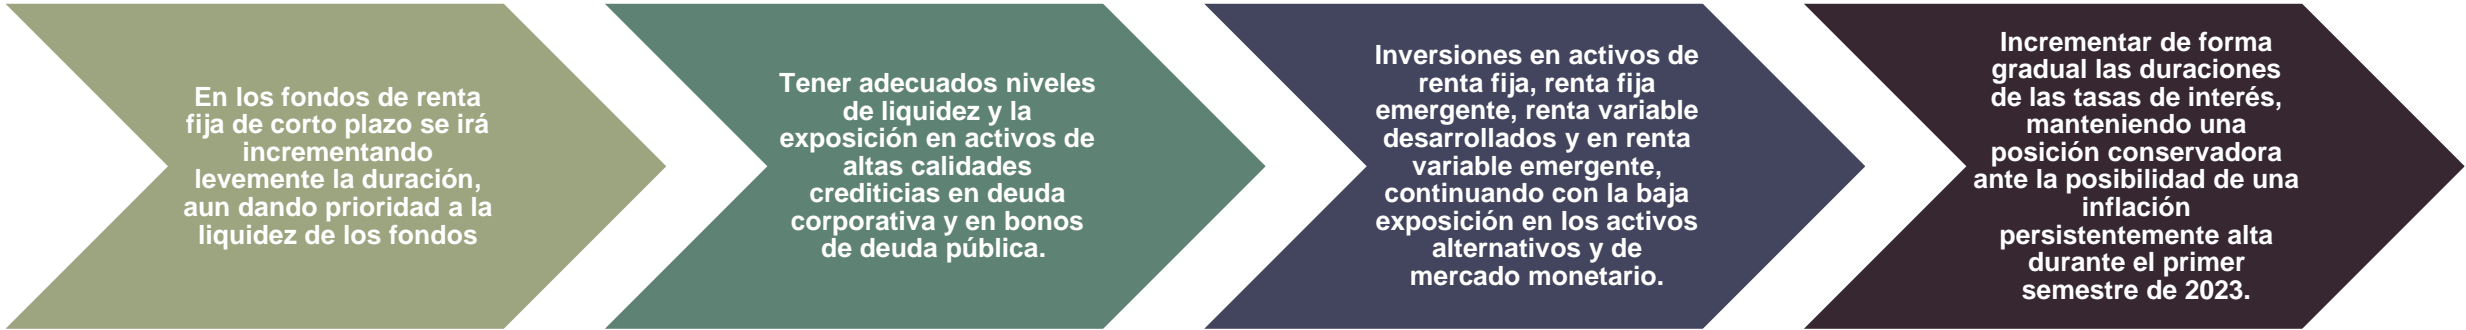 En los fondos de renta
fija de corto plazo se irá
incrementando
levemente la duración,
aun dando prioridad a la
liquidez de los fondos
Tener adecuados niveles
de liquidez y la
exposición en activos de
altas calidades
crediticias en deuda
corporativa y en bonos
de deuda pública.
Inversiones en activos de
renta fija, renta fija
emergente, renta variable
desarrollados y en renta
variable emergente,
continuando con la baja
exposición en los activos
alternativos y de
mercado monetario.
Incrementar de forma
gradual las duraciones
de las tasas de interés,
manteniendo una
posición conservadora
ante la posibilidad de una
inflación
persistentemente alta
durante el primer
semestre de 2023.